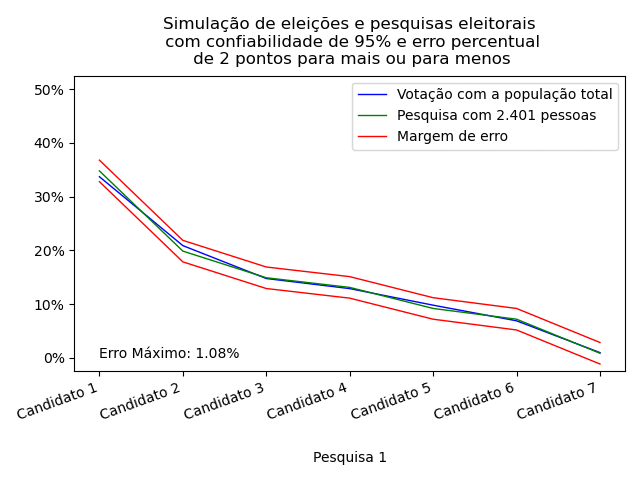 Simulação de eleições e pesquisas eleitorais
com confiabilidade de 95% e erro percentual
de 2 pontos para mais ou para menos
50%
40%
30%
20%
10%
0%
Votação com a população total
Pesquisa com 2.401 pessoas
Margem de erro
Erro Máximo: 1.08%
Candidato 1
Candidato 2
Candidato 3
Candidato 4
Candidato 5
Candidato 6
Candidato 7
Pesquisa 1